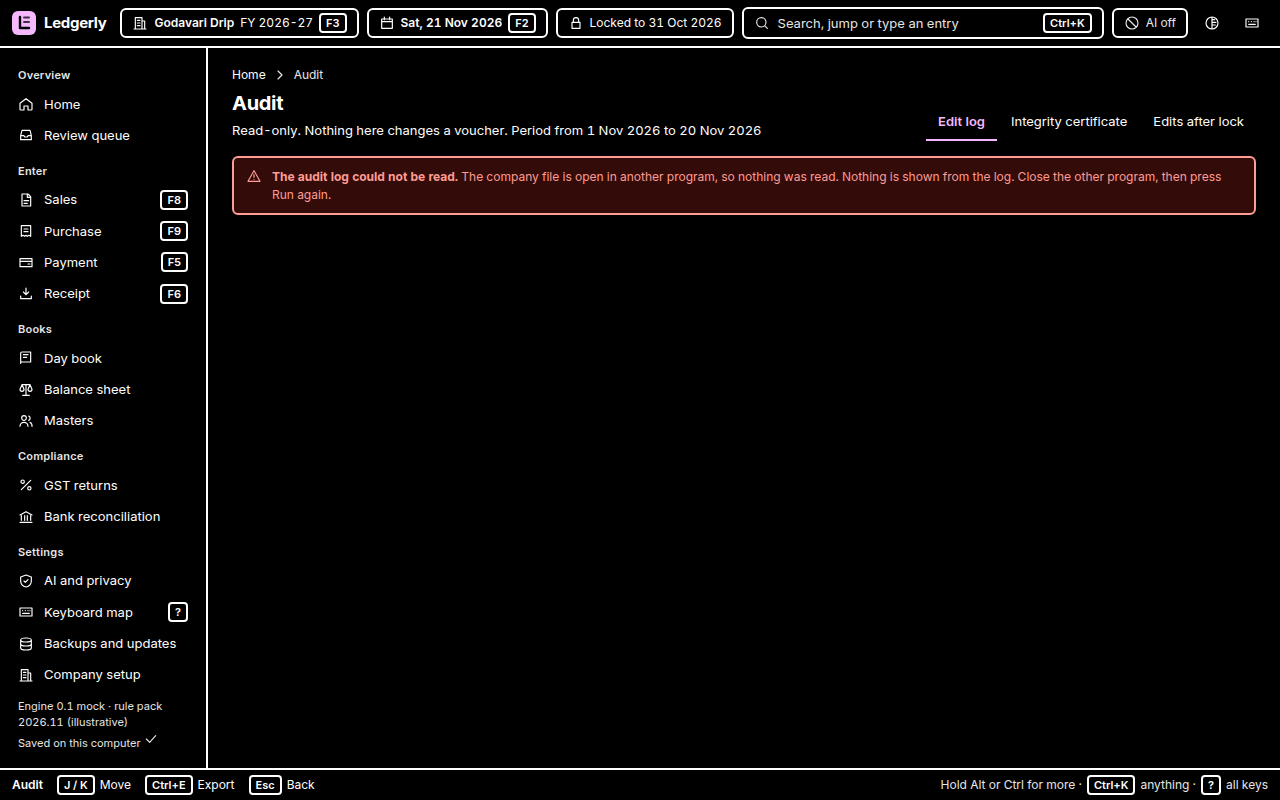 Ledgerly
Godavari Drip FY 2026-27 F3
Sat, 21 Nov 2026 F2
Locked to 31 Oct 2026
Search, jump or type an entry Ctrl+K
AI off
Overview
Home
Review queue
Enter
Sales F8
Purchase F9
Payment F5
Receipt F6
Books
Day book
Balance sheet
Masters
Compliance
GST returns
Bank reconciliation
Settings
AI and privacy
Keyboard map ?
Backups and updates
Company setup
Engine 0.1 mock · rule pack
2026.11 (illustrative)
Saved on this computer
Home Audit
Audit
Read-only. Nothing here changes a voucher. Period from 1 Nov 2026 to 20 Nov 2026
Edit log Integrity certificate Edits after lock
The audit log could not be read. The company file is open in another program, so nothing was read. Nothing is shown from the log. Close the other program, then press
Run again.
Audit J / K Move Ctrl+E Export Esc Back
Hold Alt or Ctrl for more · Ctrl+K anything · ? all keys